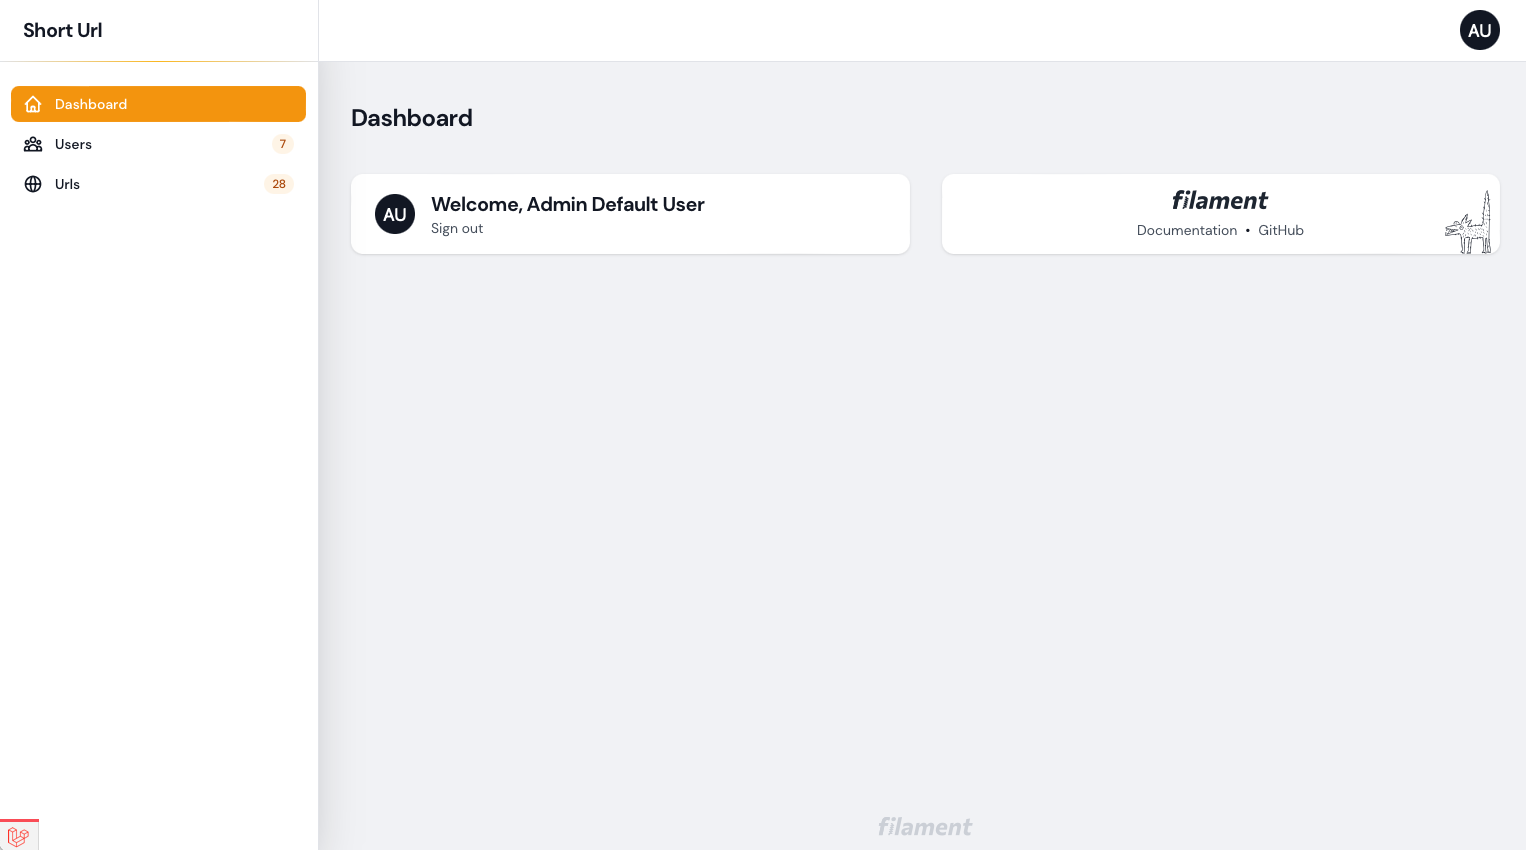 Short Url
AU
Dashboard
Users 7
Urls 28
Dashboard
AU
Welcome, Admin Default User
Sign out
filament
Documentation • GitHub
filament